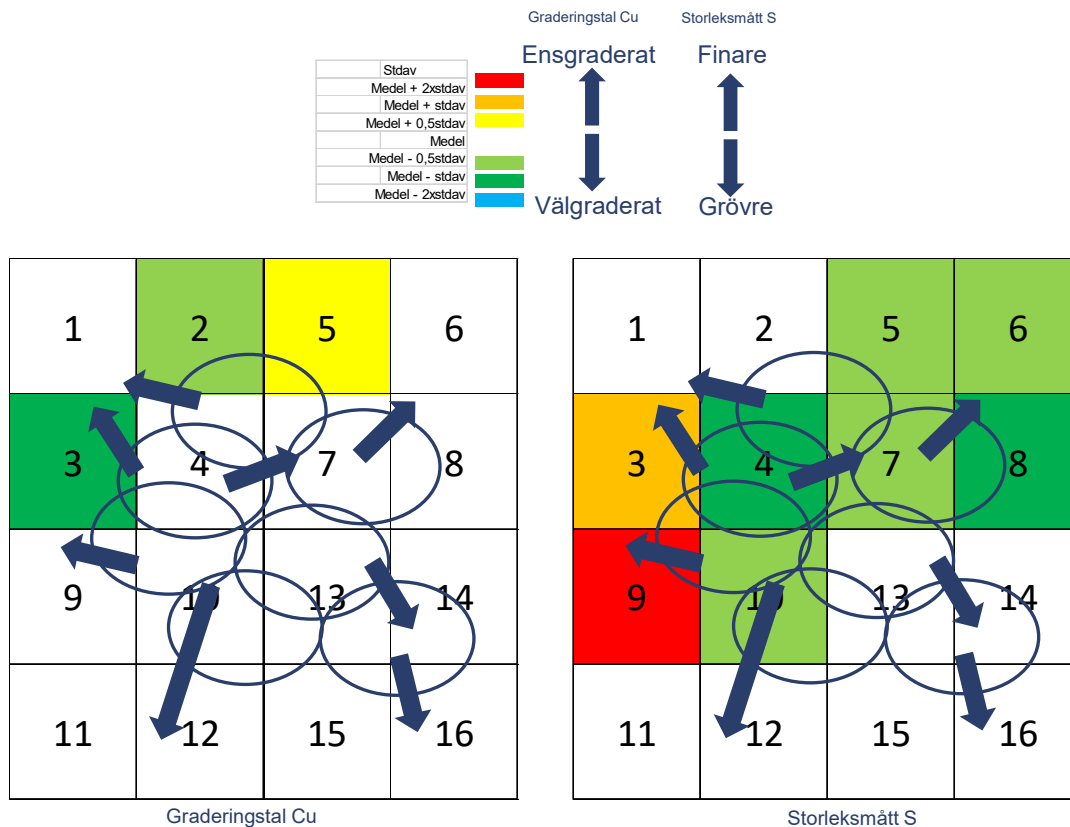 Graderingstal Cu
Storleksmått S
Ensgraderat
Finare
Stdav
Medel + 2xstdav
Medel + stdav
Medel + 0,5stdav
Medel
Medel - 0,5stdav
Medel - stdav
Medel - 2xstdav
Välgraderat
Grövre
1 2 5 6
3 4 7 8
9 10 13 14
11 12 15 16
Graderingstal Cu
1 2 5 6
3 4 7 8
9 10 13 14
11 12 15 16
Storleksmått S